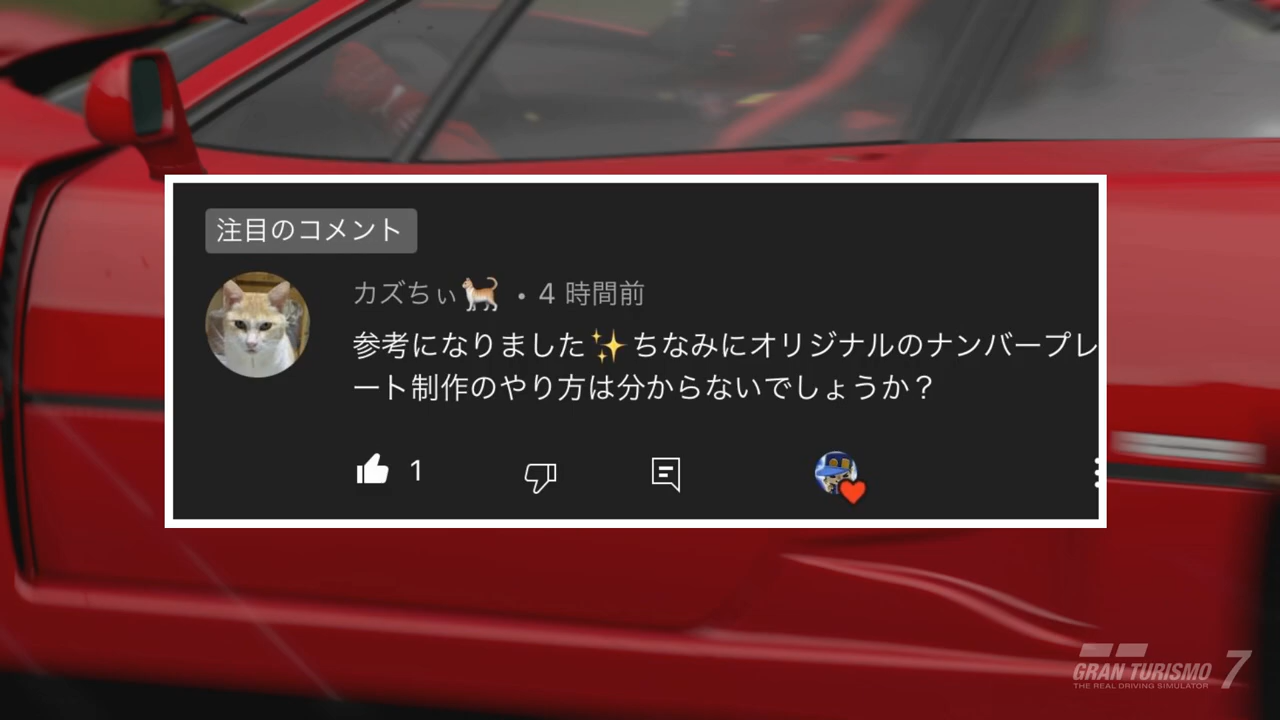 注目のコメント
カズちぃ🐈 • 4 時間前
参考になりました✨ちなみにオリジナルのナンバープレ
ート制作のやり方は分からないでしょうか？
1
GRAN TURISMO 7
THE REAL DRIVING SIMULATOR